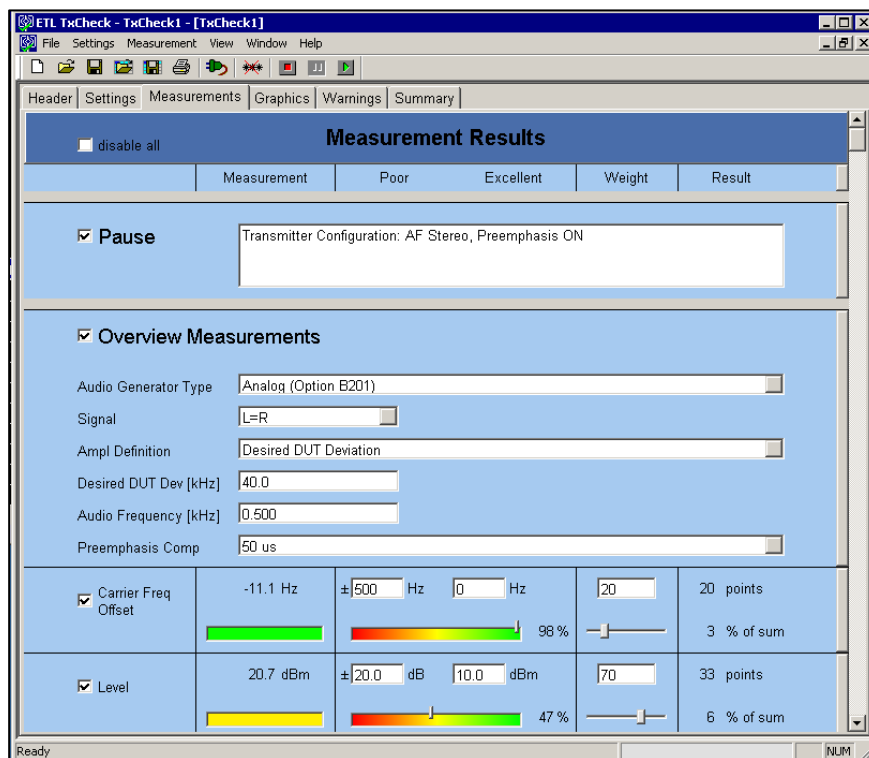 ETL TxCheck - TxCheck1 - [TxCheck1]
File Settings Measurement View Window Help
Header Settings Measurements Graphics Warnings Summary
disable all Measurement Results
Measurement Poor Excellent Weight Result
Pause Transmitter Configuration: AF Stereo, Preemphasis ON
Overview Measurements
Audio Generator Type Analog (Option B201)
Signal L=R
Ampl Definition Desired DUT Deviation
Desired DUT Dev [kHz] 40.0
Audio Frequency [kHz] 0.500
Preemphasis Comp 50 us
Carrier Freq Offset -11.1 Hz ±500 Hz 0 Hz 20 20 points
98 % 3 % of sum
Level 20.7 dBm ±20.0 dB 10.0 dBm 70 33 points
47 % 6 % of sum
Ready NUM